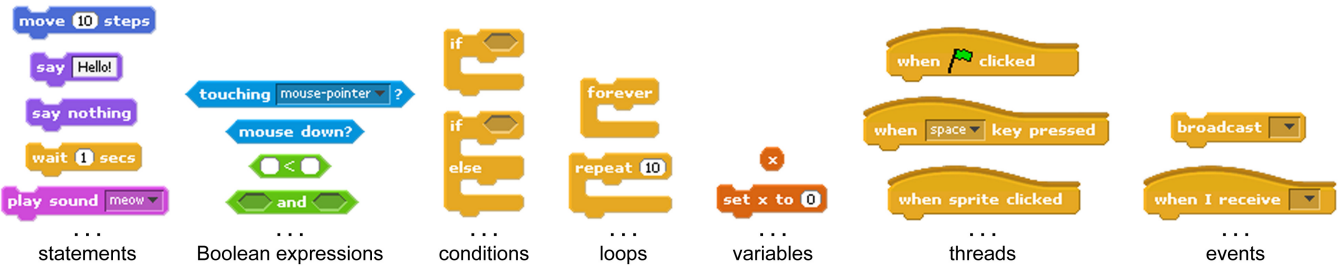 move 10 steps
say Hello!
say nothing
wait 1 secs
play sound meow
...
statements
touching mouse-pointer ?
mouse down?
<
and
...
Boolean expressions
if
if
else
...
conditions
forever
repeat 10
...
loops
x
set x to 0
...
variables
when clicked
when space key pressed
when sprite clicked
...
threads
broadcast
when I receive
...
events